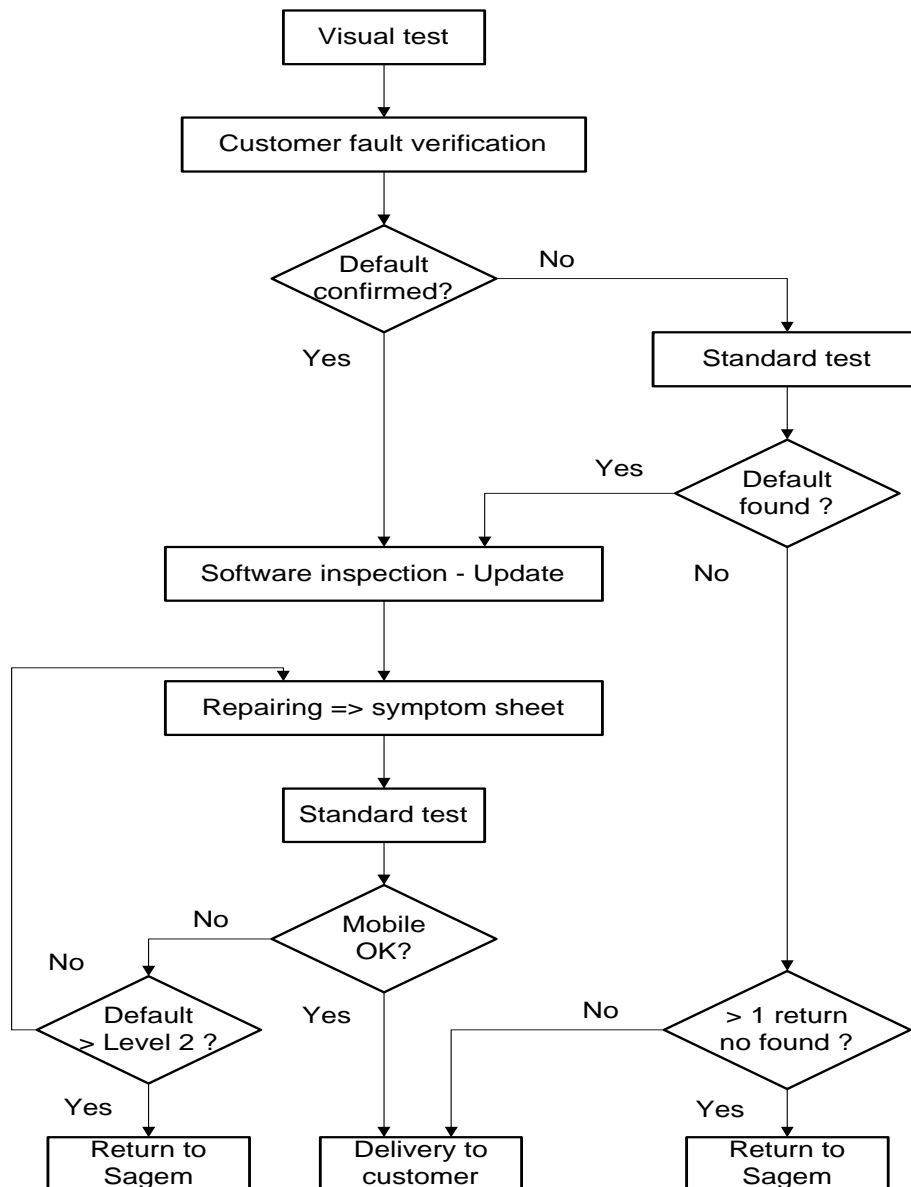 Visual test
Customer fault verification
Default
confirmed?
No
Yes
Standard test
Default
found ?
Yes
No
Software inspection - Update
Repairing => symptom sheet
Standard test
Mobile
OK?
No
Yes
Default
> Level 2 ?
No
Yes
> 1 return
no found ?
No
Yes
Return to
Sagem
Delivery to
customer
Return to
Sagem